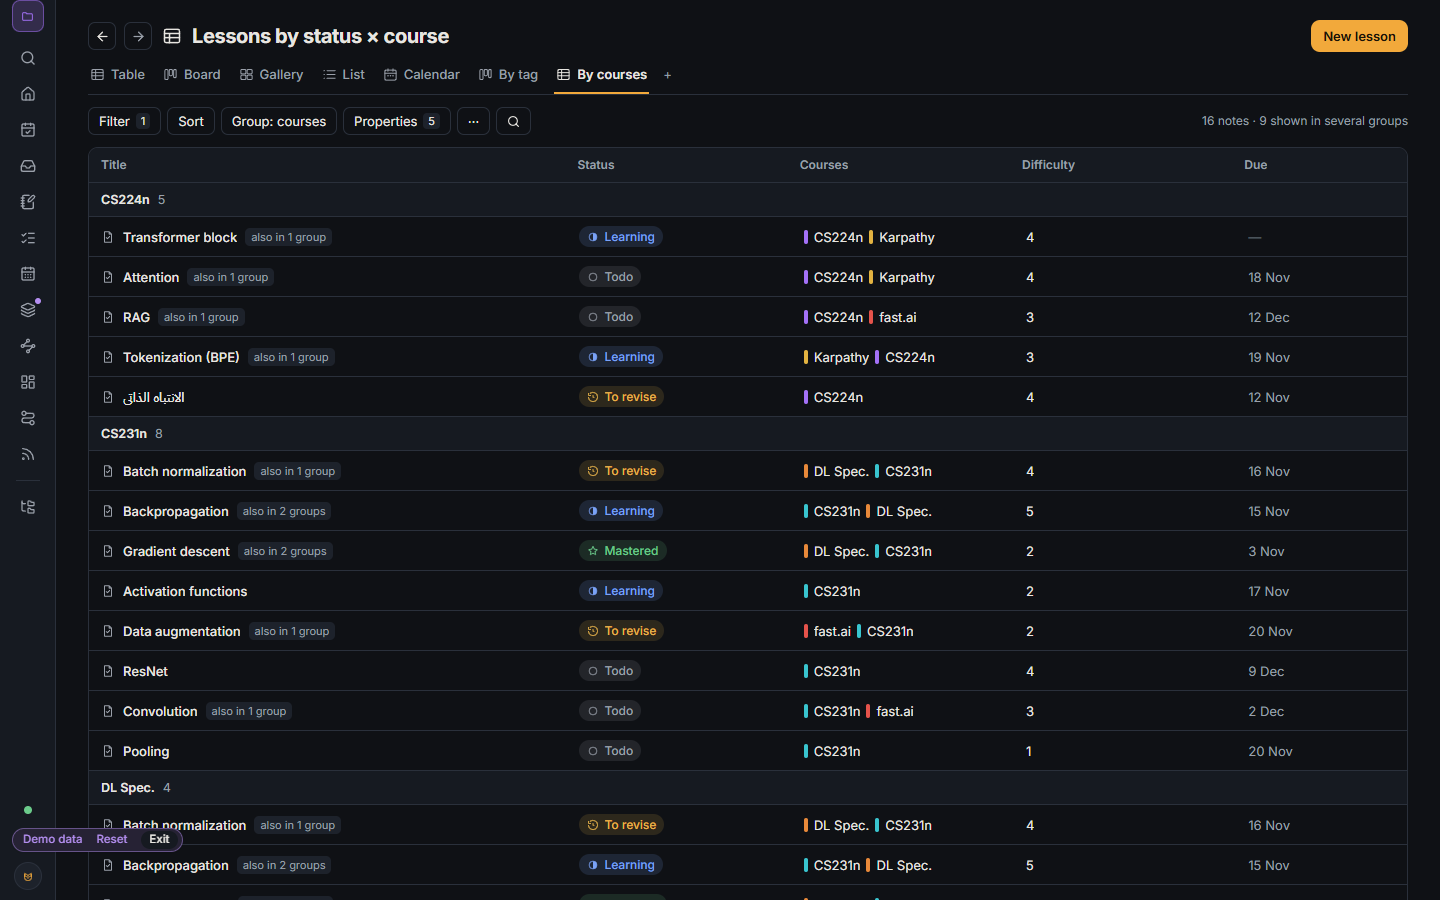 Lessons by status × course
New lesson
Table Board Gallery List Calendar By tag By courses +
Filter 1 Sort Group: courses Properties 5 ...
16 notes · 9 shown in several groups
Title Status Courses Difficulty Due
CS224n 5
Transformer block also in 1 group Learning CS224n Karpathy 4 —
Attention also in 1 group Todo CS224n Karpathy 4 18 Nov
RAG also in 1 group Todo CS224n fast.ai 3 12 Dec
Tokenization (BPE) also in 1 group Learning Karpathy CS224n 3 19 Nov
الانتباه الذاتي To revise CS224n 4 12 Nov
CS231n 8
Batch normalization also in 1 group To revise DL Spec. CS231n 4 16 Nov
Backpropagation also in 2 groups Learning CS231n DL Spec. 5 15 Nov
Gradient descent also in 2 groups Mastered DL Spec. CS231n 2 3 Nov
Activation functions Learning CS231n 2 17 Nov
Data augmentation also in 1 group To revise fast.ai CS231n 2 20 Nov
ResNet Todo CS231n 4 9 Dec
Convolution also in 1 group Todo CS231n fast.ai 3 2 Dec
Pooling Todo CS231n 1 20 Nov
DL Spec. 4
Batch normalization also in 1 group To revise DL Spec. CS231n 4 16 Nov
Demo data Reset Exit
Backpropagation also in 2 groups Learning CS231n DL Spec. 5 15 Nov